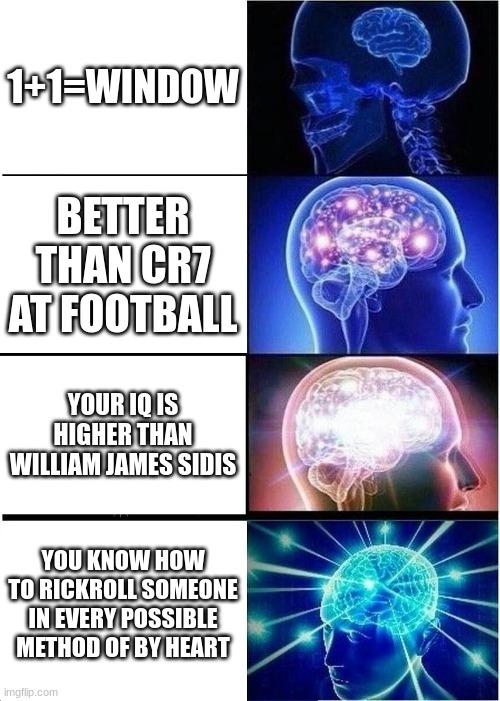 1+1=WINDOW
BETTER
THAN CR7
AT FOOTBALL
YOUR IQ IS
HIGHER THAN
WILLIAM JAMES SIDIS
YOU KNOW HOW
TO RICKROLL SOMEONE
IN EVERY POSSIBLE
METHOD OF BY HEART
imgflip.com